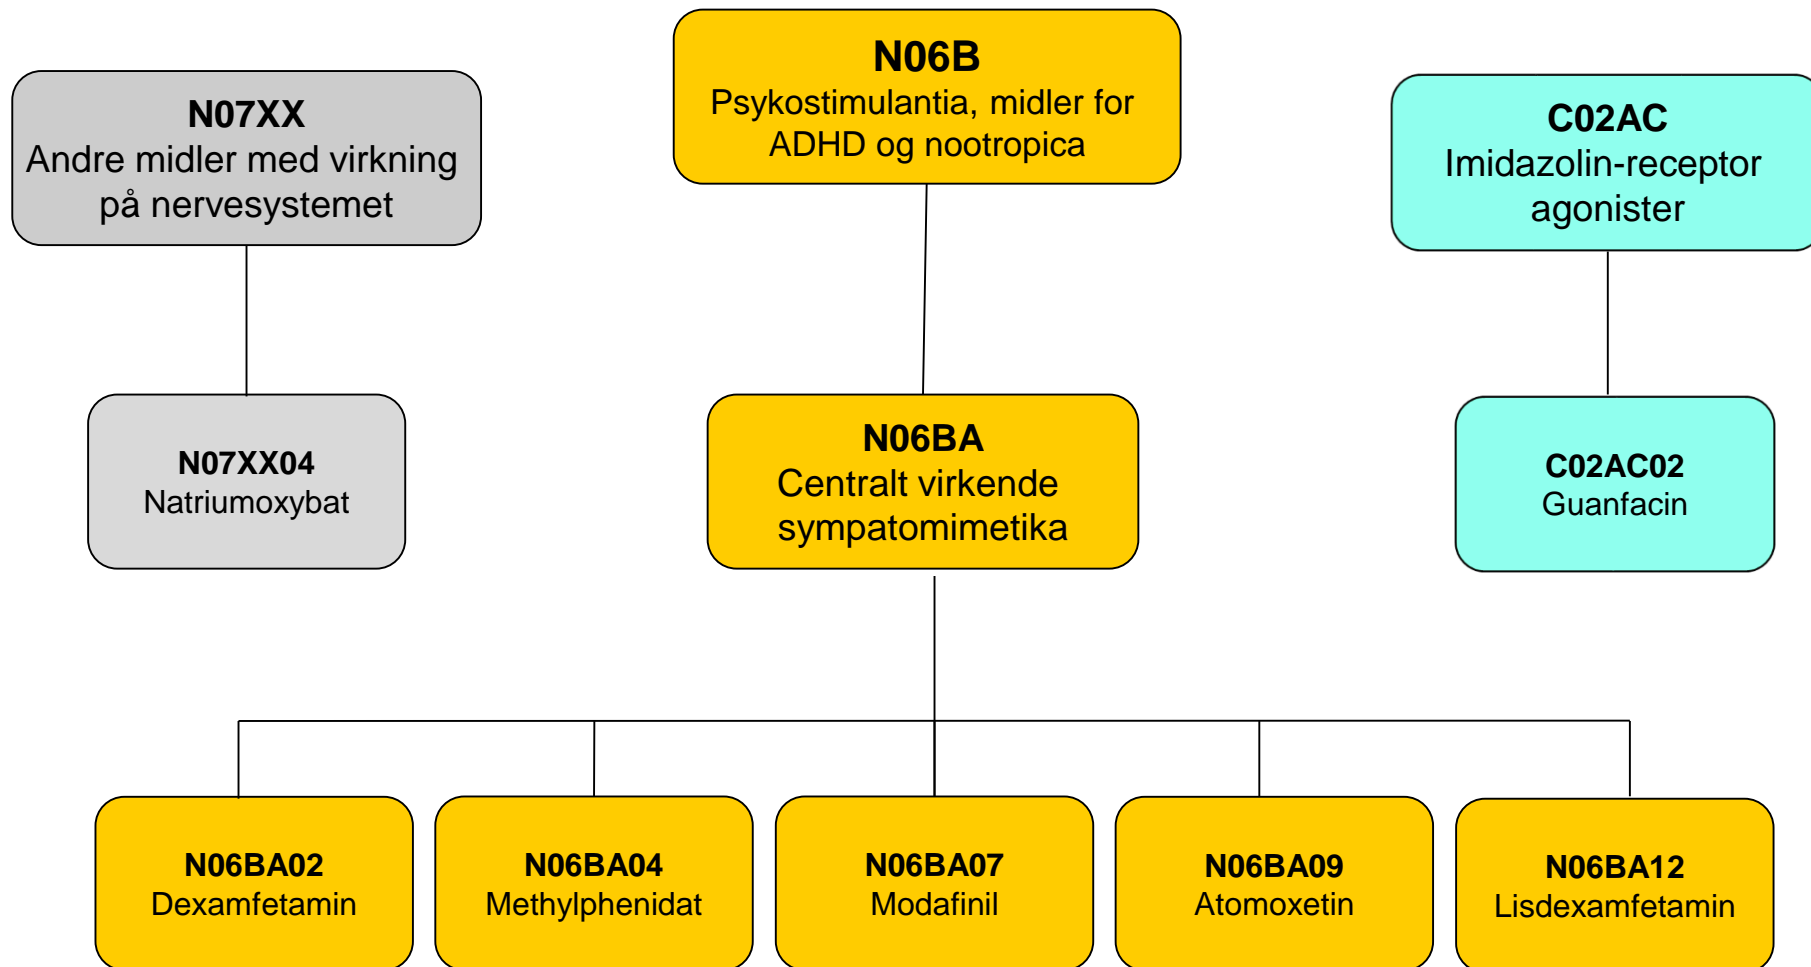 N07XX
Andre midler med virkning
på nervesystemet
N06B
Psykostimulantia, midler for
ADHD og nootropica
C02AC
Imidazolin-receptor
agonister
N07XX04
Natriumoxybat
N06BA
Centralt virkende
sympatomimetika
C02AC02
Guanfacin
N06BA02
Dexamfetamin
N06BA04
Methylphenidat
N06BA07
Modafinil
N06BA09
Atomoxetin
N06BA12
Lisdexamfetamin